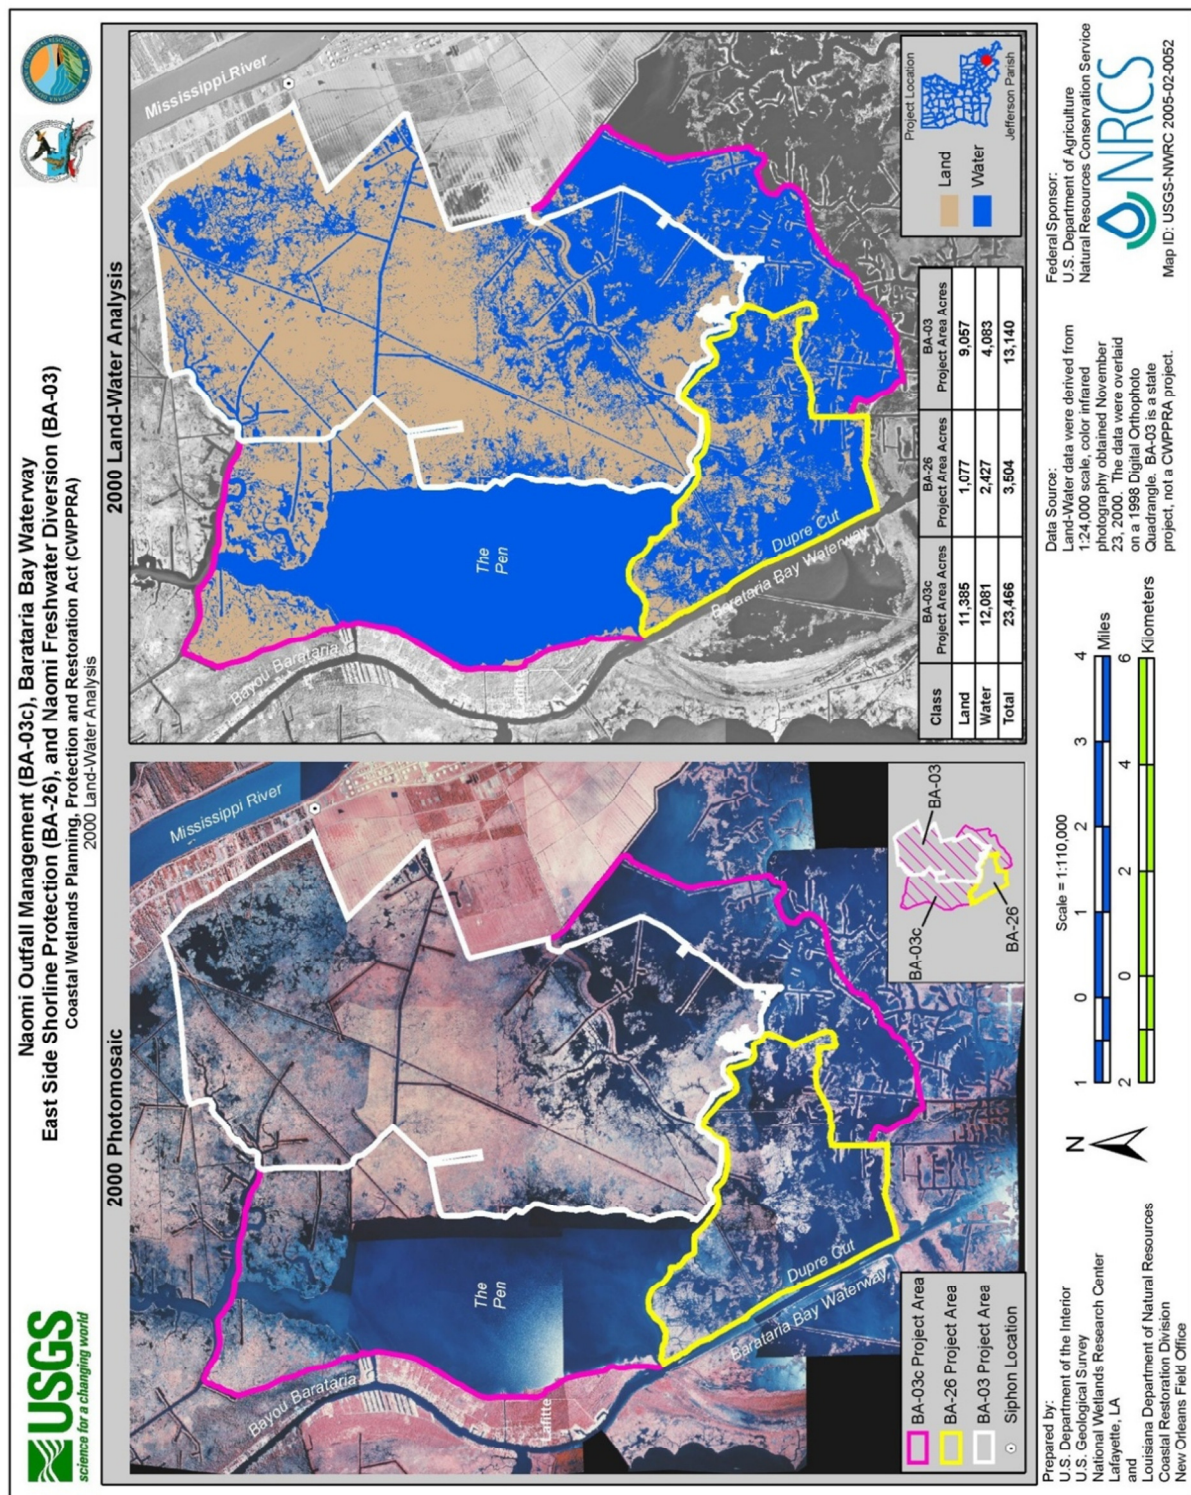 USGS
science for a changing world
Naomi Outfall Management (BA-03c), Barataria Bay Waterway
East Side Shorline Protection (BA-26), and Naomi Freshwater Diversion (BA-03)
Coastal Wetlands Planning, Protection and Restoration Act (CWPPRA)
2000 Land-Water Analysis
2000 Photomosaic
Mississippi River
The
Pen
Bayou Barataria
Lafitte
Dupre Cut
Barataria Bay Waterway
BA-03c Project Area
BA-26 Project Area
BA-03 Project Area
Siphon Location
BA-03c
BA-03
BA-26
2000 Land-Water Analysis
Mississippi River
The
Pen
Bayou Barataria
Dupre Cut
Barataria Bay Waterway
Class BA-03c Project Area Acres BA-26 Project Area Acres BA-03 Project Area Acres
Land 11,385 1,077 9,057
Water 12,081 2,427 4,083
Total 23,466 3,504 13,140
Land
Water
Project Location
Jefferson Parish
Prepared by:
U.S. Department of the Interior
U.S. Geological Survey
National Wetlands Research Center
Lafayette, LA
and
Louisiana Department of Natural Resources
Coastal Restoration Division
New Orleans Field Office
N
Scale = 1:110,000
1 0 1 2 3 4
Miles
2 0 2 4 6
Kilometers
Data Source:
Land-Water data were derived from
1:24,000 scale, color infrared
photography obtained November
23, 2000. The data were overlaid
on a 1998 Digital Orthophoto
Quadrangle. BA-03 is a state
project, not a CWPPRA project.
Federal Sponsor:
U.S. Department of Agriculture
Natural Resources Conservation Service
NRCS
Map ID: USGS-NWRC 2005-02-0052